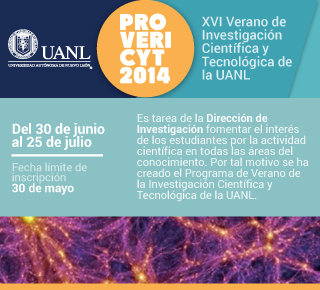 UANL
UNIVERSIDAD AUTÓNOMA DE NUEVO LEÓN
PRO
VERI
CYT
2014
XVI Verano de
Investigación
Científica y
Tecnológica de
la UANL
Del 30 de junio
al 25 de julio
Fecha límite de
inscripción
30 de mayo
Es tarea de la Dirección de
Investigación fomentar el interés
de los estudiantes por la actividad
científica en todas las áreas del
conocimiento. Por tal motivo se ha
creado el Programa de Verano de
la Investigación Científica y
Tecnológica de la UANL.